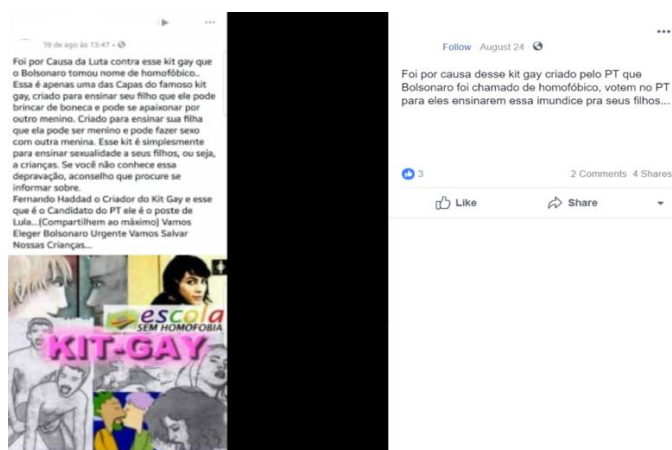 19 de ago às 13:47
Foi por Causa da Luta contra esse kit gay que
o Bolsonaro tomou nome de homofóbico..
Essa é apenas uma das Capas do famoso kit
gay, criado para ensinar seu filho que ele pode
brincar de boneca e pode se apaixonar por
outro menino. Criado para ensinar sua filha
que ela pode ser menino e pode fazer sexo
com outra menina. Esse kit é simplesmente
para ensinar sexualidade a seus filhos, ou seja,
a crianças. Se você não conhece essa
depravação, aconselho que procure se
informar sobre.
Fernando Haddad o Criador do Kit Gay e esse
que é o Candidato do PT ele é o poste de
Lula...(Compartilhem ao máximo) Vamos
Eleger Bolsonaro Urgente Vamos Salvar
Nossas Crianças...
escola
SEM HOMOFOBIA
KIT-GAY
Follow · August 24 ·
Foi por causa desse kit gay criado pelo PT que
Bolsonaro foi chamado de homofóbico, votem no PT
para eles ensinarem essa imundice pra seus filhos...
3
2 Comments 4 Shares
Like Share